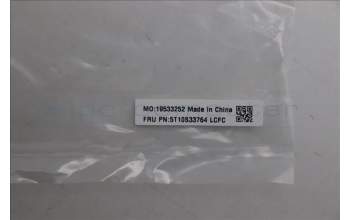 MO:19533252 Made in China
FRU PN:5T10S33764 LCFC